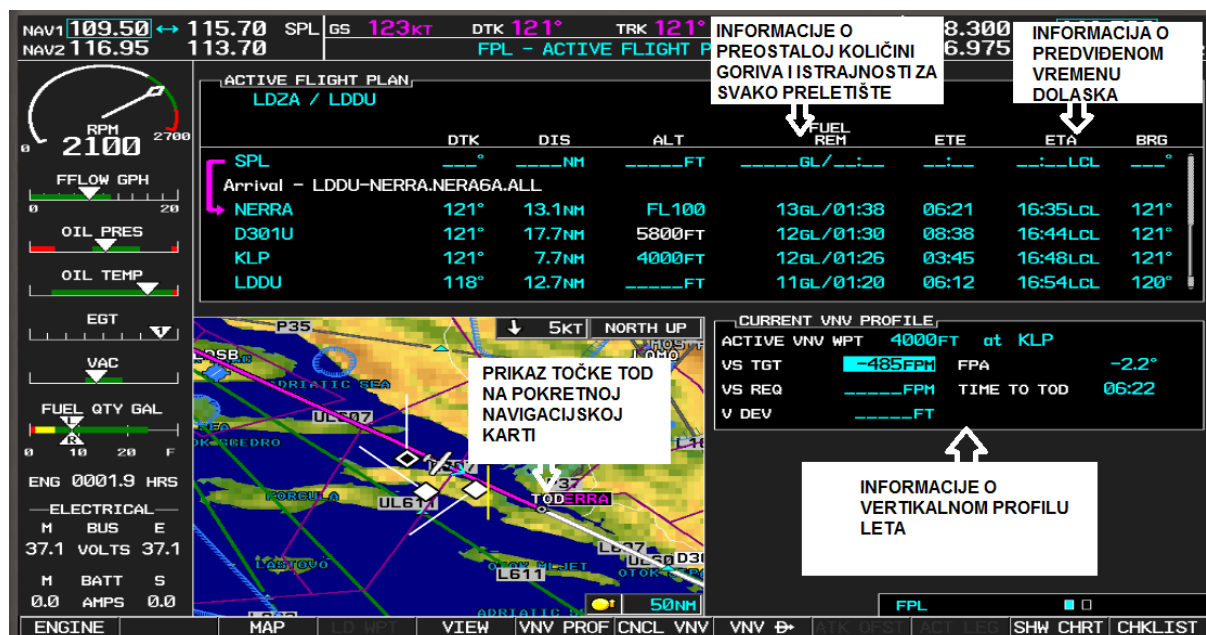 NAV1 109.50 ↔ 115.70 SPL
NAV2 116.95 113.70
GS 123KT DTK 121° TRK 121°
FPL – ACTIVE FLIGHT P
8.300
6.975
INFORMACIJE O
PREOSTALOJ KOLIČINI
GORIVA I ISTRAJNOSTI ZA
SVAKO PRELETIŠTE
INFORMACIJA O
PREDVIĐENOM
VREMENU
DOLASKA
RPM
2100
0 2700
FFLOW GPH
0 20
OIL PRES
OIL TEMP
EGT
1
VAC
FUEL QTY GAL
L
R
0 10 20 F
ENG 0001.9 HRS
ELECTRICAL
M BUS E
37.1 VOLTS 37.1
M BATT S
0.0 AMPS 0.0
ACTIVE FLIGHT PLAN
LDZA / LDDU
DTK DIS ALT FUEL REM ETE ETA BRG
SPL ___° ____NM _____FT _____GL/__:__ __:__ __:__LCL ___°
Arrival – LDDU-NERRA.NERA6A.ALL
NERRA 121° 13.1NM FL100 13GL/01:38 06:21 16:35LCL 121°
D301U 121° 17.7NM 5800FT 12GL/01:30 08:38 16:44LCL 121°
KLP 121° 7.7NM 4000FT 12GL/01:26 03:45 16:48LCL 121°
LDDU 118° 12.7NM _____FT 11GL/01:20 06:12 16:54LCL 120°
P35
5KT NORTH UP
ADRIATIC SEA
UL607
UL611
KORCULA
LASTOVO
PRIKAZ TOČKE TOD
NA POKRETNOJ
NAVIGACIJSKOJ
KARTI
V37
TOD
L607
UL60
D3
L611
50NM
CURRENT VNV PROFILE
ACTIVE VNV WPT 4000FT at KLP
VS TGT -485FPM FPA -2.2°
VS REQ _____FPM TIME TO TOD 06:22
V DEV _____FT
INFORMACIJE O
VERTIKALNOM PROFILU
LETA
FPL
ENGINE MAP LD WPT VIEW VNV PROF CNCL VNV VNV D→ ATK OFST ACT LEG SHW CHRT CHKLIST